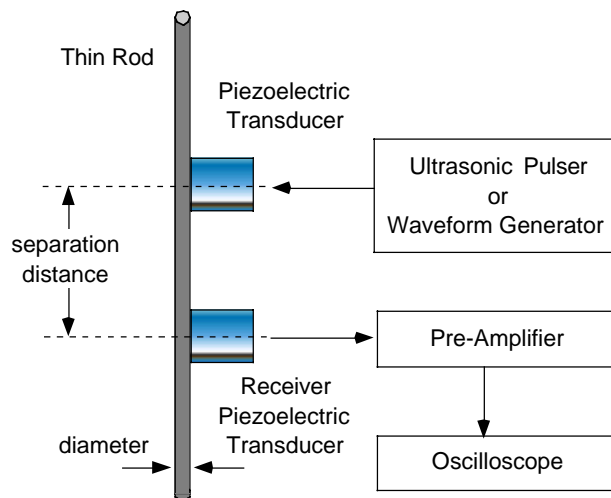 Thin Rod
Piezoelectric
Transducer
Ultrasonic Pulser
or
Waveform Generator
separation
distance
Pre-Amplifier
Receiver
Piezoelectric
Transducer
diameter
Oscilloscope